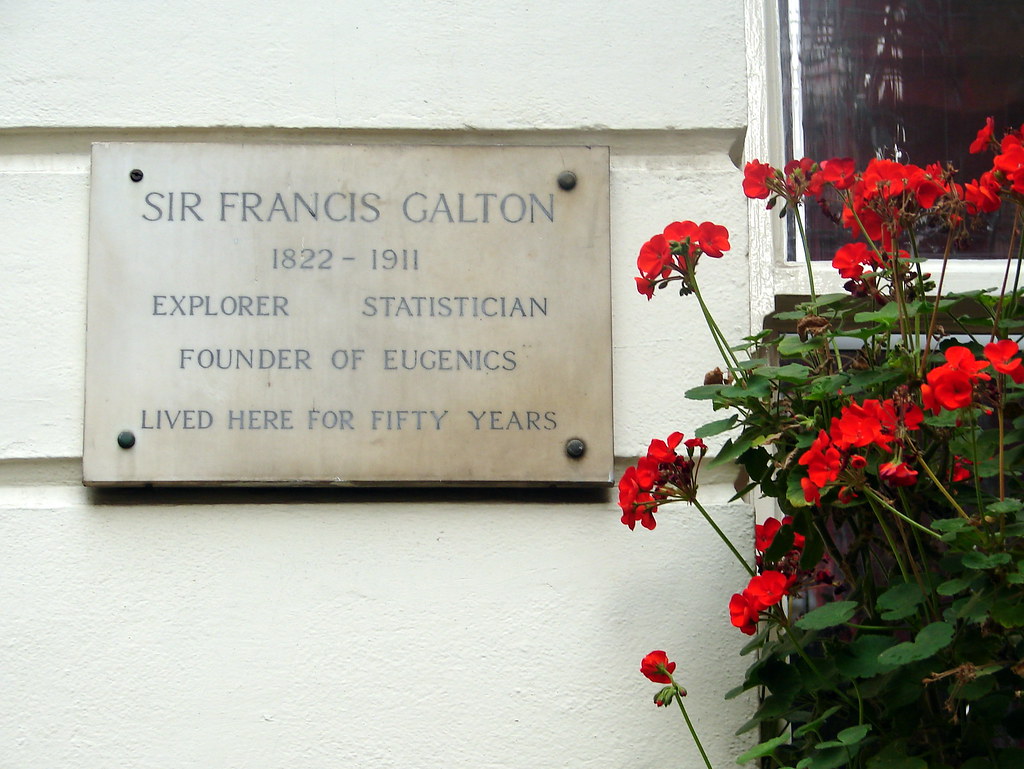 SIR FRANCIS GALTON
1822 - 1911
EXPLORER STATISTICIAN
FOUNDER OF EUGENICS
LIVED HERE FOR FIFTY YEARS